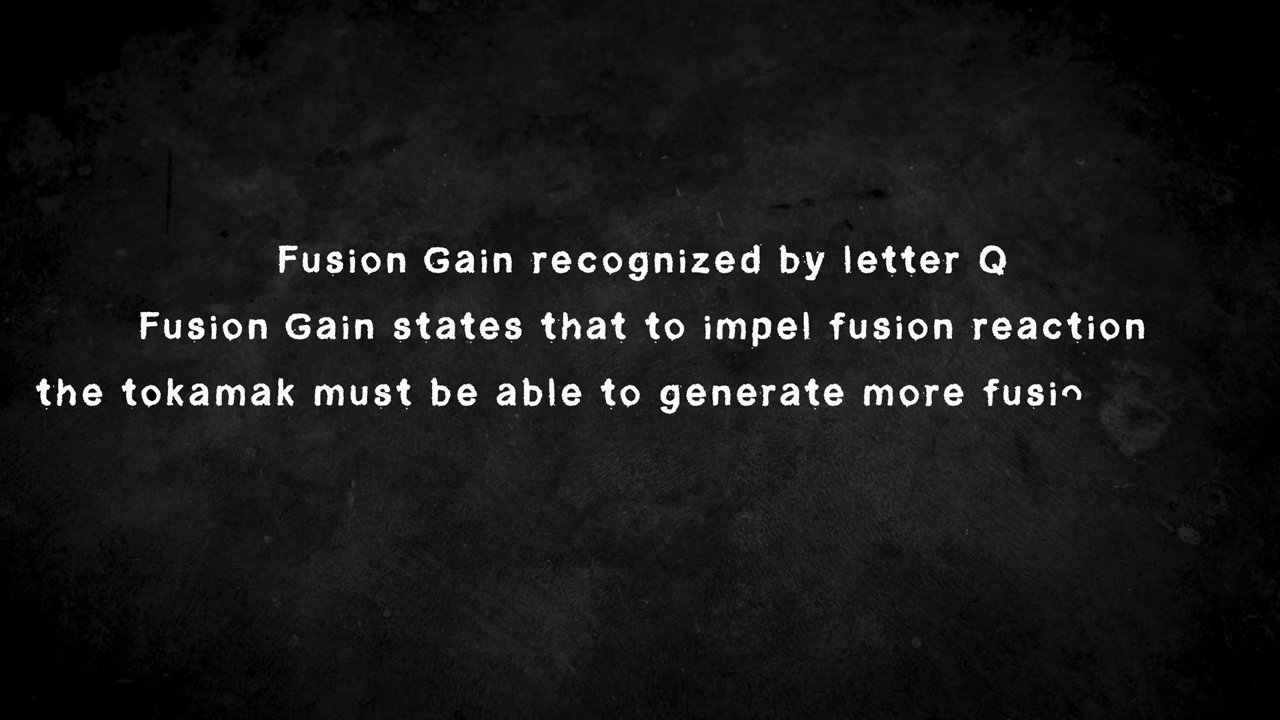 Fusion Gain recognized by letter Q
Fusion Gain states that to impel fusion reaction
the tokamak must be able to generate more